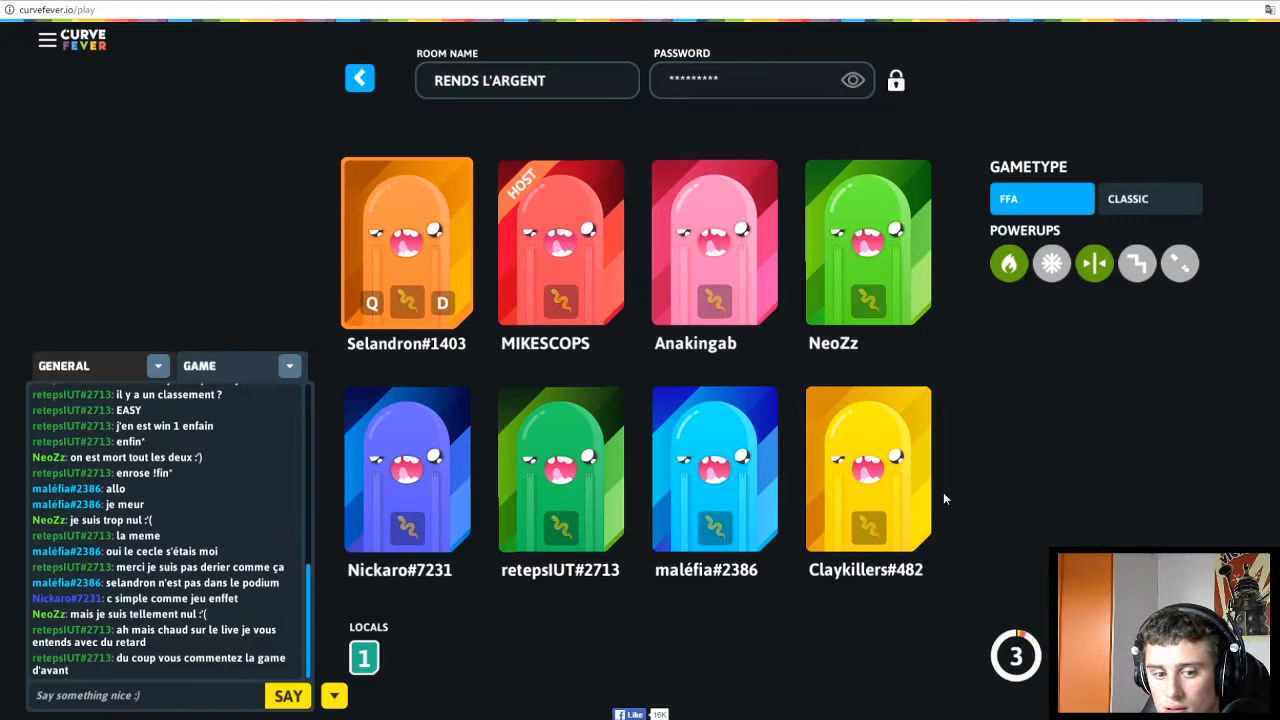 curvefever.io/play
CURVE
FEVER
ROOM NAME
PASSWORD
RENDS L'ARGENT
*********
HOST
Q
D
Selandron#1403
MIKESCOPS
Anakingab
NeoZz
GAMETYPE
FFA
CLASSIC
POWERUPS
GENERAL
GAME
retepsIUT#2713: il y a un classement ?
retepsIUT#2713: EASY
retepsIUT#2713: j'en est win 1 enfain
retepsIUT#2713: enfin*
NeoZz: on est mort tout les deux :')
retepsIUT#2713: enrose !fin*
maléfia#2386: allo
maléfia#2386: je meur
NeoZz: je suis trop nul :'(
retepsIUT#2713: la meme
maléfia#2386: oui le cecle s'étais moi
retepsIUT#2713: merci je suis pas derier comme ça
maléfia#2386: selandron n'est pas dans le podium
Nickaro#7231: c simple comme jeu enffet
NeoZz: mais je suis tellement nul :'(
retepsIUT#2713: ah mais chaud sur le live je vous
entends avec du retard
retepsIUT#2713: du coup vous commentez la game
d'avant
Say something nice :)
SAY
Nickaro#7231
retepsIUT#2713
maléfia#2386
Claykillers#482
LOCALS
1
3
Like
16K